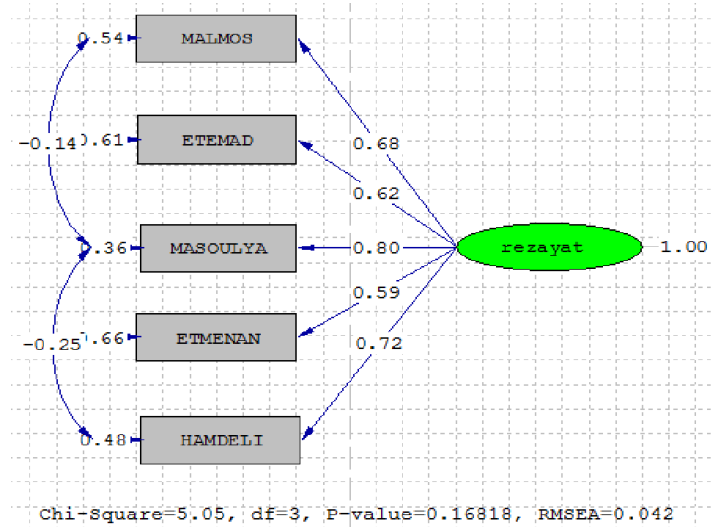 0.54 MALMOS
-0.14 0.61 ETEMAD 0.68
0.62
0.36 MASOULYA 0.80 rezayat 1.00
0.59
-0.25 0.66 ETMENAN 0.72
0.48 HAMDELI
Chi-Square=5.05, df=3, P-value=0.16818, RMSEA=0.042